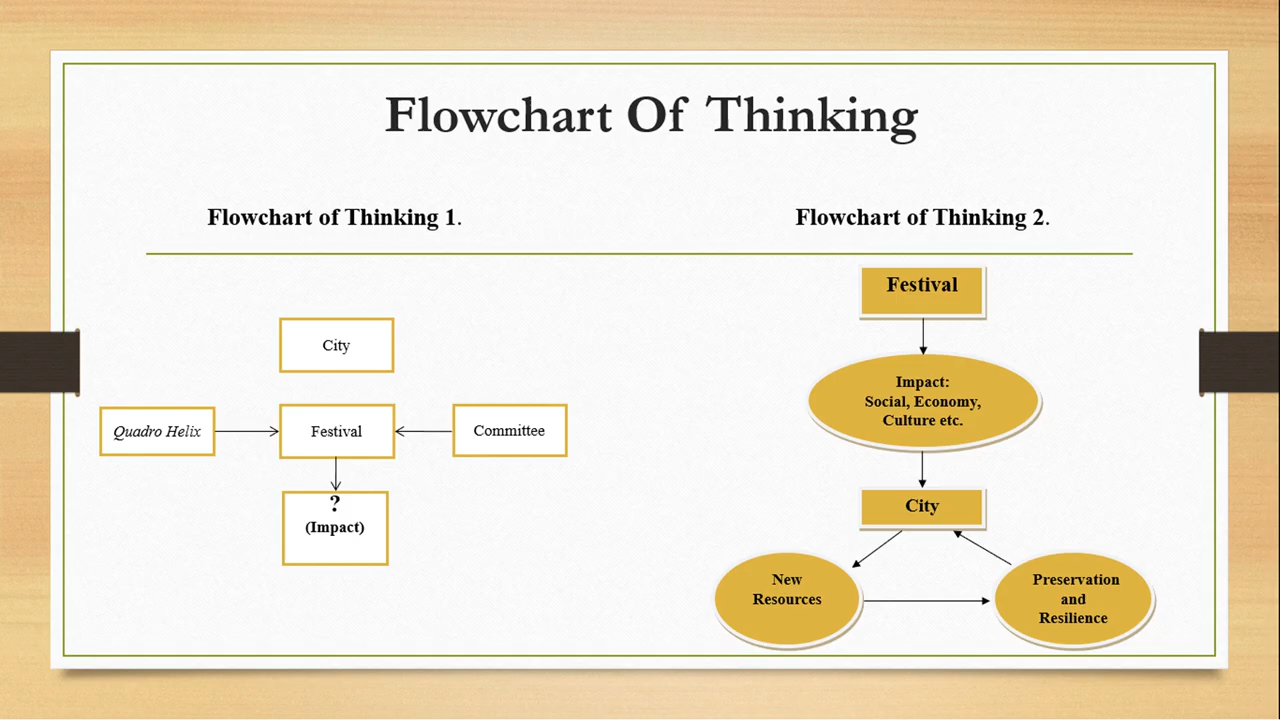 Flowchart Of Thinking
Flowchart of Thinking 1.
City
Quadro Helix
Festival
Committee
?
(Impact)
Flowchart of Thinking 2.
Festival
Impact:
Social, Economy,
Culture etc.
City
New
Resources
Preservation
and
Resilience